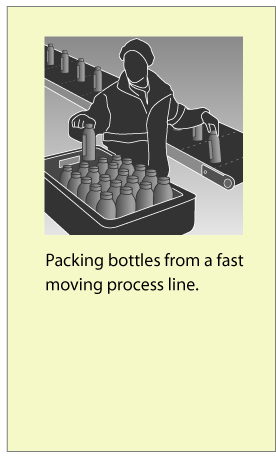 Packing bottles from a fast
moving process line.